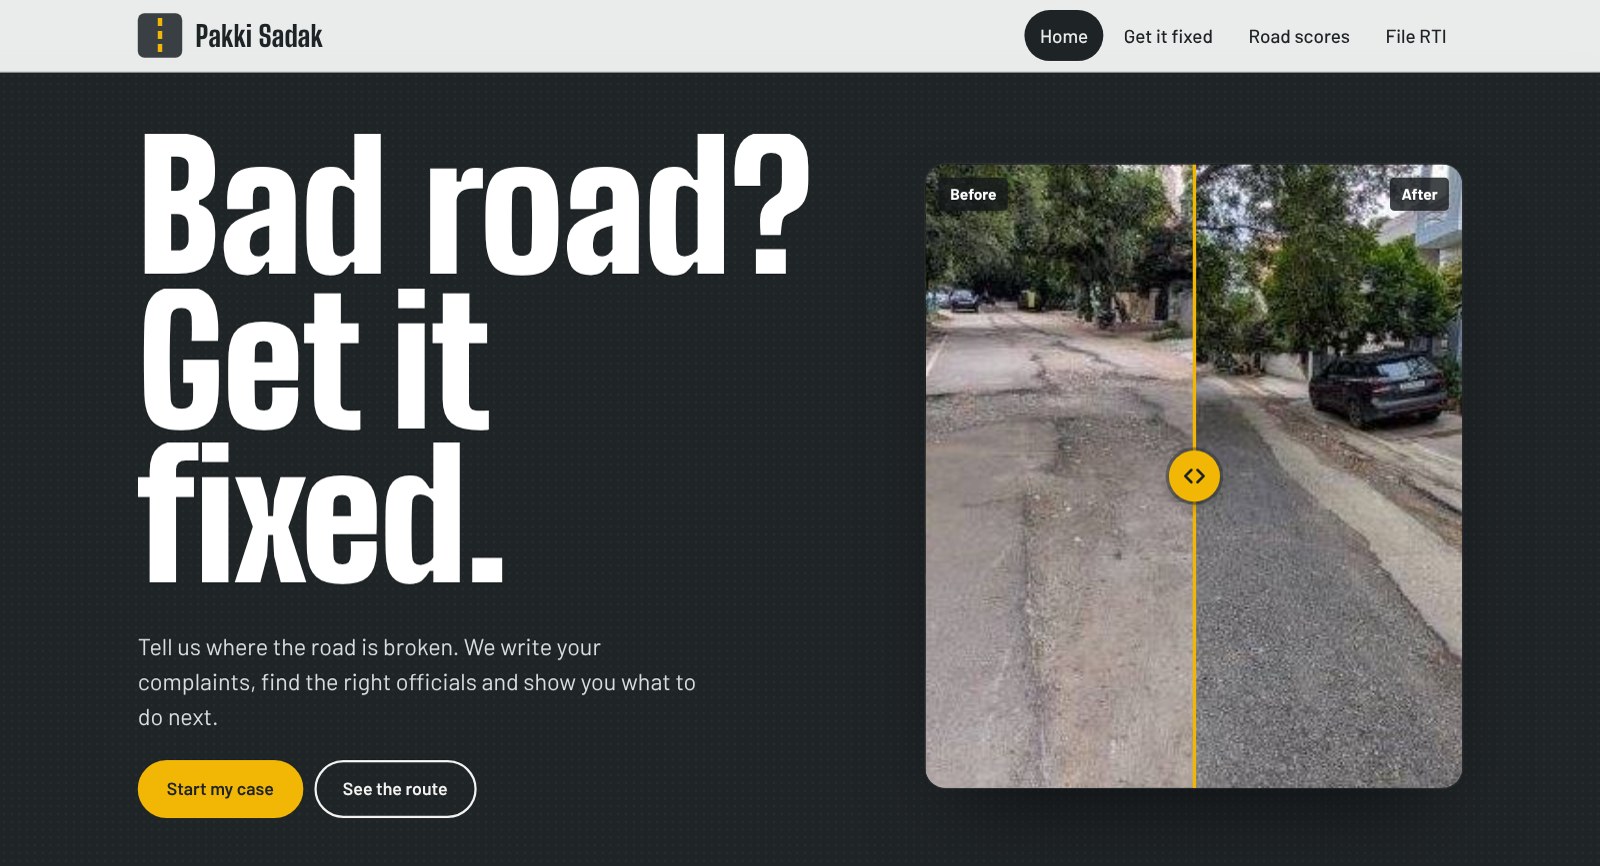 Pakki Sadak
Home Get it fixed Road scores File RTI
Bad road?
Get it
fixed.
Tell us where the road is broken. We write your
complaints, find the right officials and show you what to
do next.
Start my case See the route
Before After